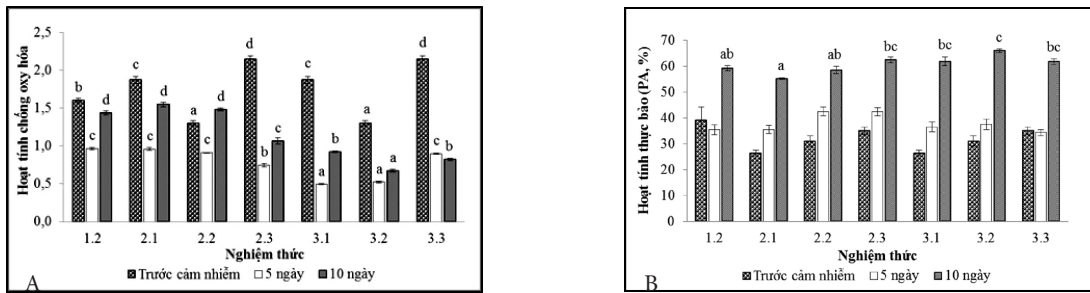 Hoạt tính chống oxy hóa
2,5
2,0
1,5
1,0
0,5
0,0
b
c
d
c
c
d
a
c
d
d
b
c
c
a
b
a
a
a
d
c
b
1.2
2.1
2.2
2.3
3.1
3.2
3.3
Nghiệm thức
Trước cảm nhiễm
5 ngày
10 ngày
A
Hoạt tính thực bào (PA, %)
70
60
50
40
30
20
10
0
ab
a
ab
bc
bc
c
bc
1.2
2.1
2.2
2.3
3.1
3.2
3.3
Nghiệm thức
Trước cảm nhiễm
5 ngày
10 ngày
B